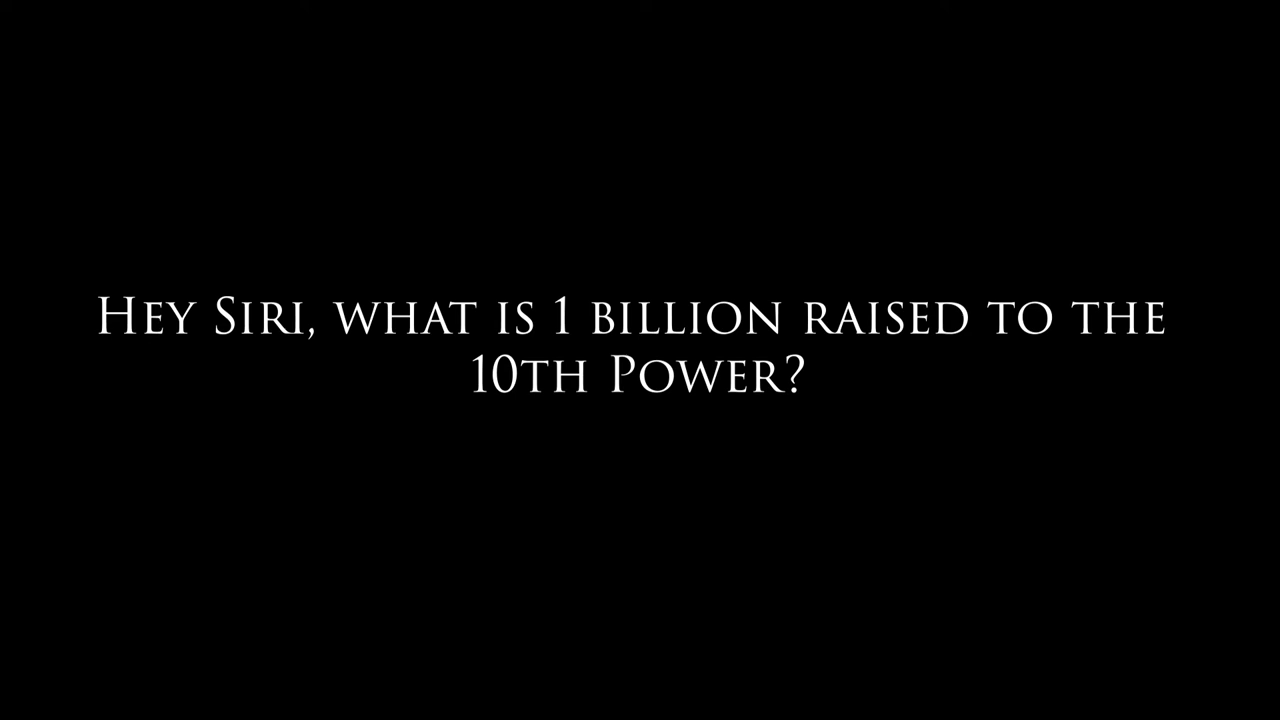 Hey Siri, what is 1 billion raised to the
10th Power?